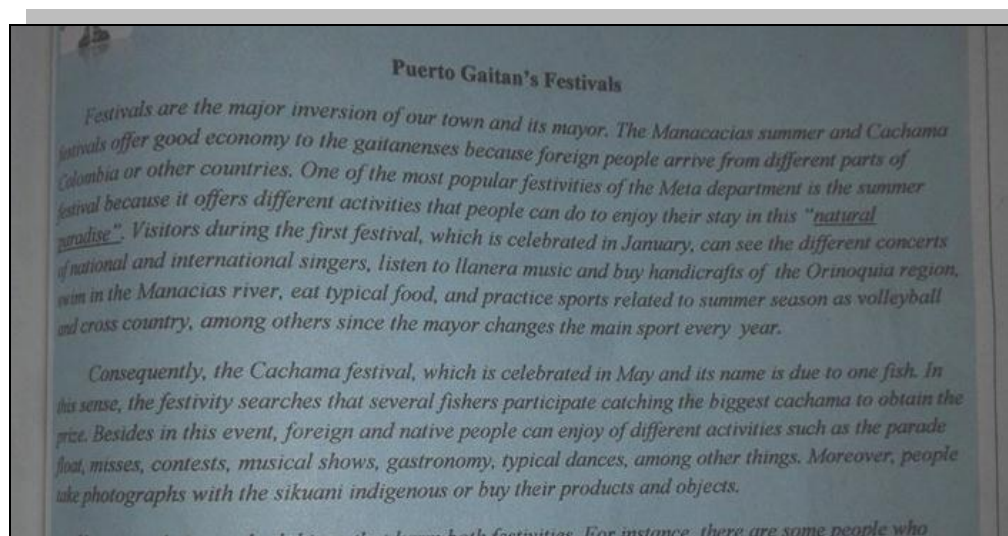 Puerto Gaitan's Festivals
Festivals are the major inversion of our town and its mayor. The Manacacias summer and Cachama
festivals offer good economy to the gaitanenses because foreign people arrive from different parts of
Colombia or other countries. One of the most popular festivities of the Meta department is the summer
festival because it offers different activities that people can do to enjoy their stay in this "natural
paradise". Visitors during the first festival, which is celebrated in January, can see the different concerts
of national and international singers, listen to llanera music and buy handicrafts of the Orinoquia region,
swim in the Manacias river, eat typical food, and practice sports related to summer season as volleyball
and cross country, among others since the mayor changes the main sport every year.
Consequently, the Cachama festival, which is celebrated in May and its name is due to one fish. In
this sense, the festivity searches that several fishers participate catching the biggest cachama to obtain the
prize. Besides in this event, foreign and native people can enjoy of different activities such as the parade
float, misses, contests, musical shows, gastronomy, typical dances, among other things. Moreover, people
take photographs with the sikuani indigenous or buy their products and objects.
both festivities. For instance, there are some people who